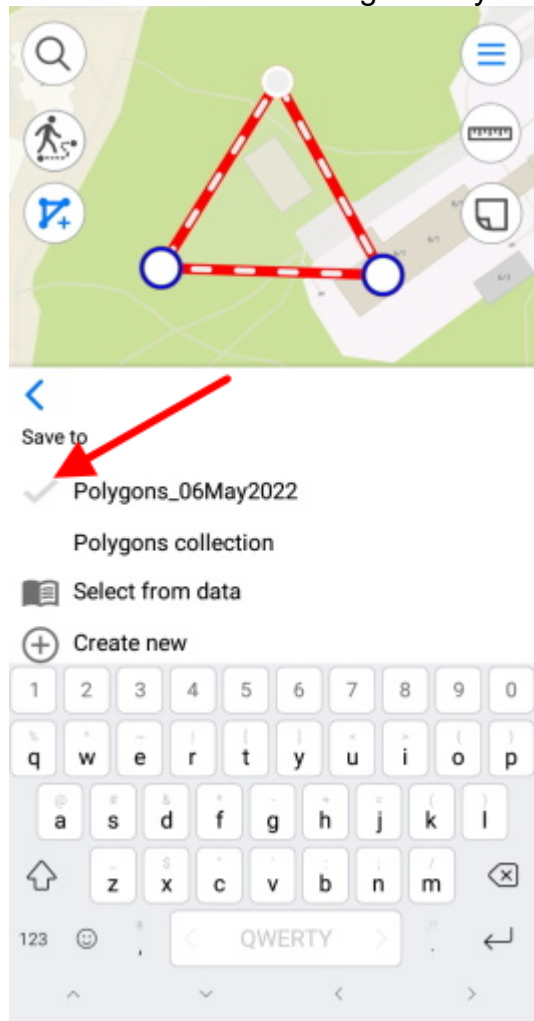 Save to
Polygons_06May2022
Polygons collection
Select from data
Create new
1 2 3 4 5 6 7 8 9 0
q w e r t y u i o p
a s d f g h j k l
z x c v b n m
123 , QWERTY .